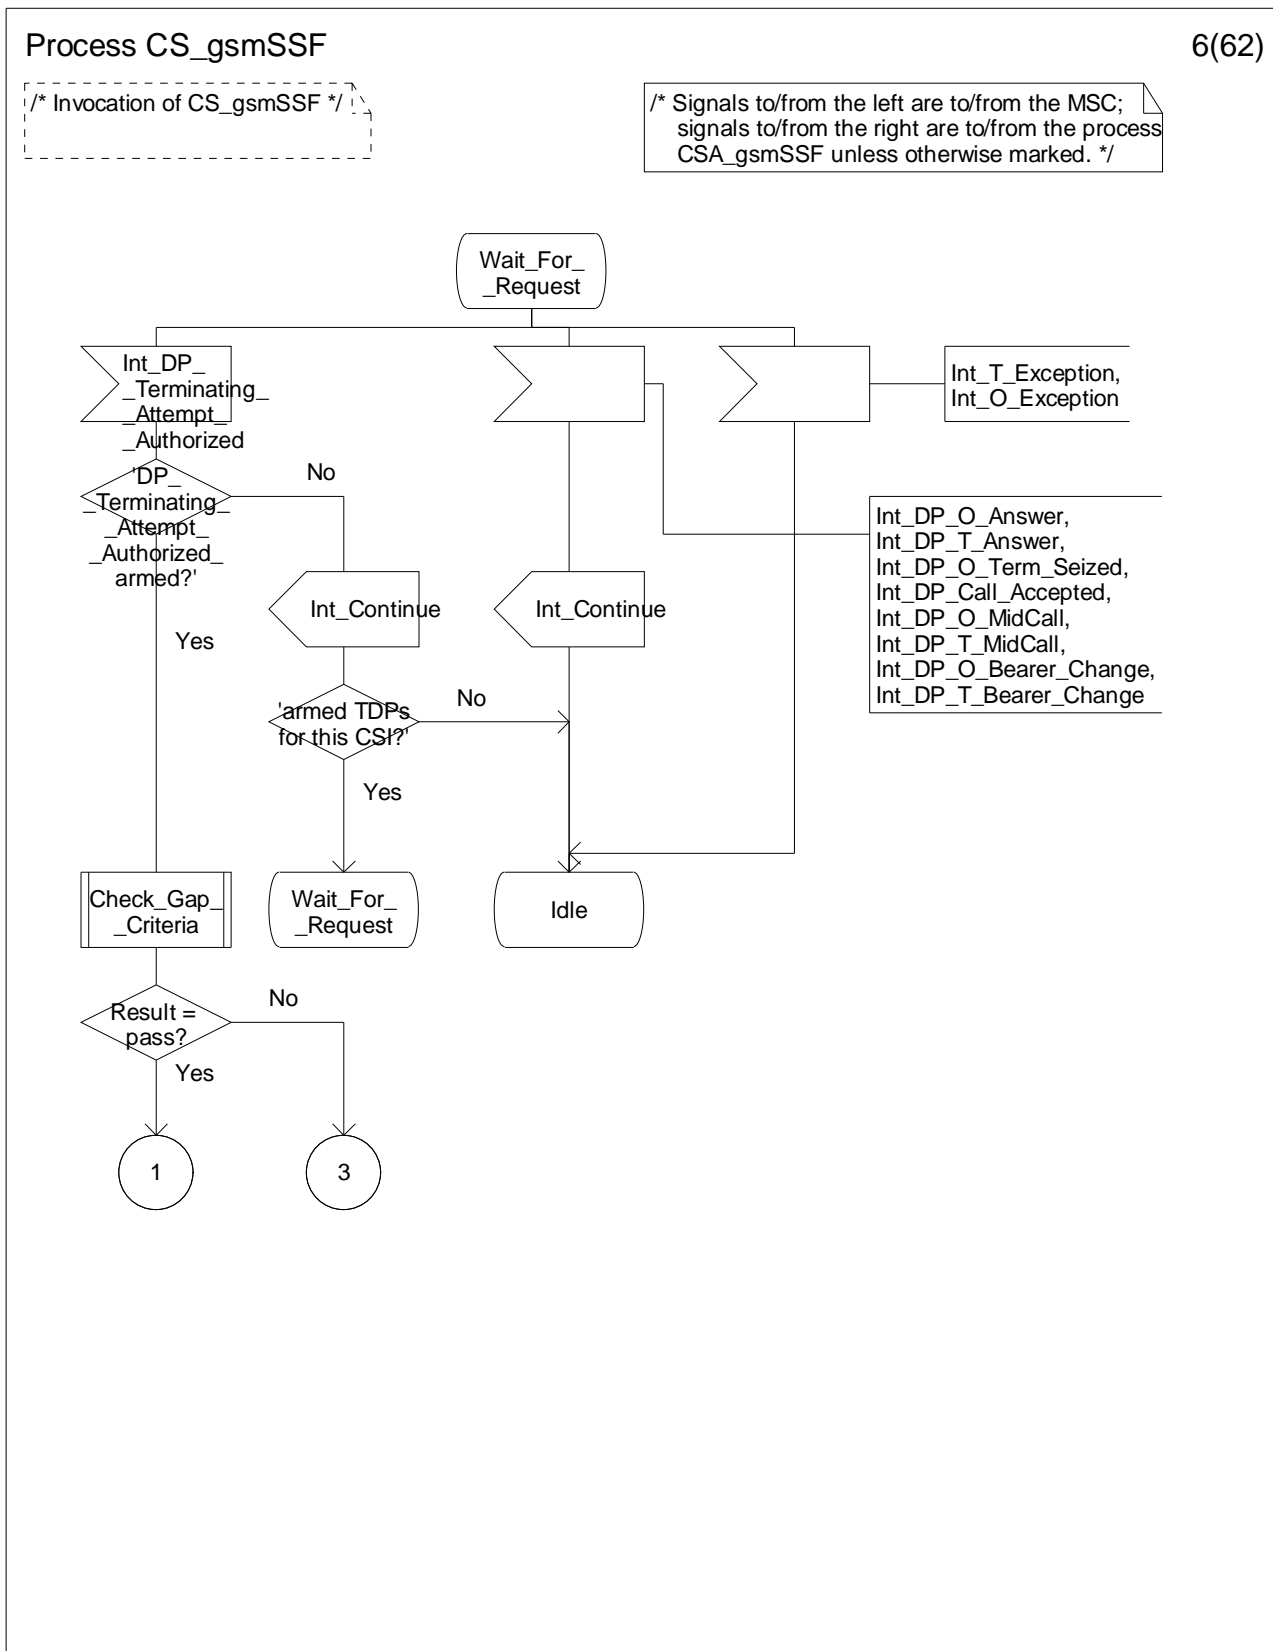 Process CS_gsmSSF
6(62)
/* Invocation of CS_gsmSSF */
/* Signals to/from the left are to/from the MSC;
signals to/from the right are to/from the process
CSA_gsmSSF unless otherwise marked. */
Wait_For_
_Request
Int_DP_
_Terminating_
_Attempt_
_Authorized
Int_T_Exception,
Int_O_Exception
'DP_
_Terminating_
_Attempt_
_Authorized_
armed?'
No
Int_DP_O_Answer,
Int_DP_T_Answer,
Int_DP_O_Term_Seized,
Int_DP_Call_Accepted,
Int_DP_O_MidCall,
Int_DP_T_MidCall,
Int_DP_O_Bearer_Change,
Int_DP_T_Bearer_Change
Int_Continue
Int_Continue
Yes
'armed TDPs
for this CSI?'
No
Yes
Check_Gap_
_Criteria
Wait_For_
_Request
Idle
Result =
pass?
No
Yes
1
3